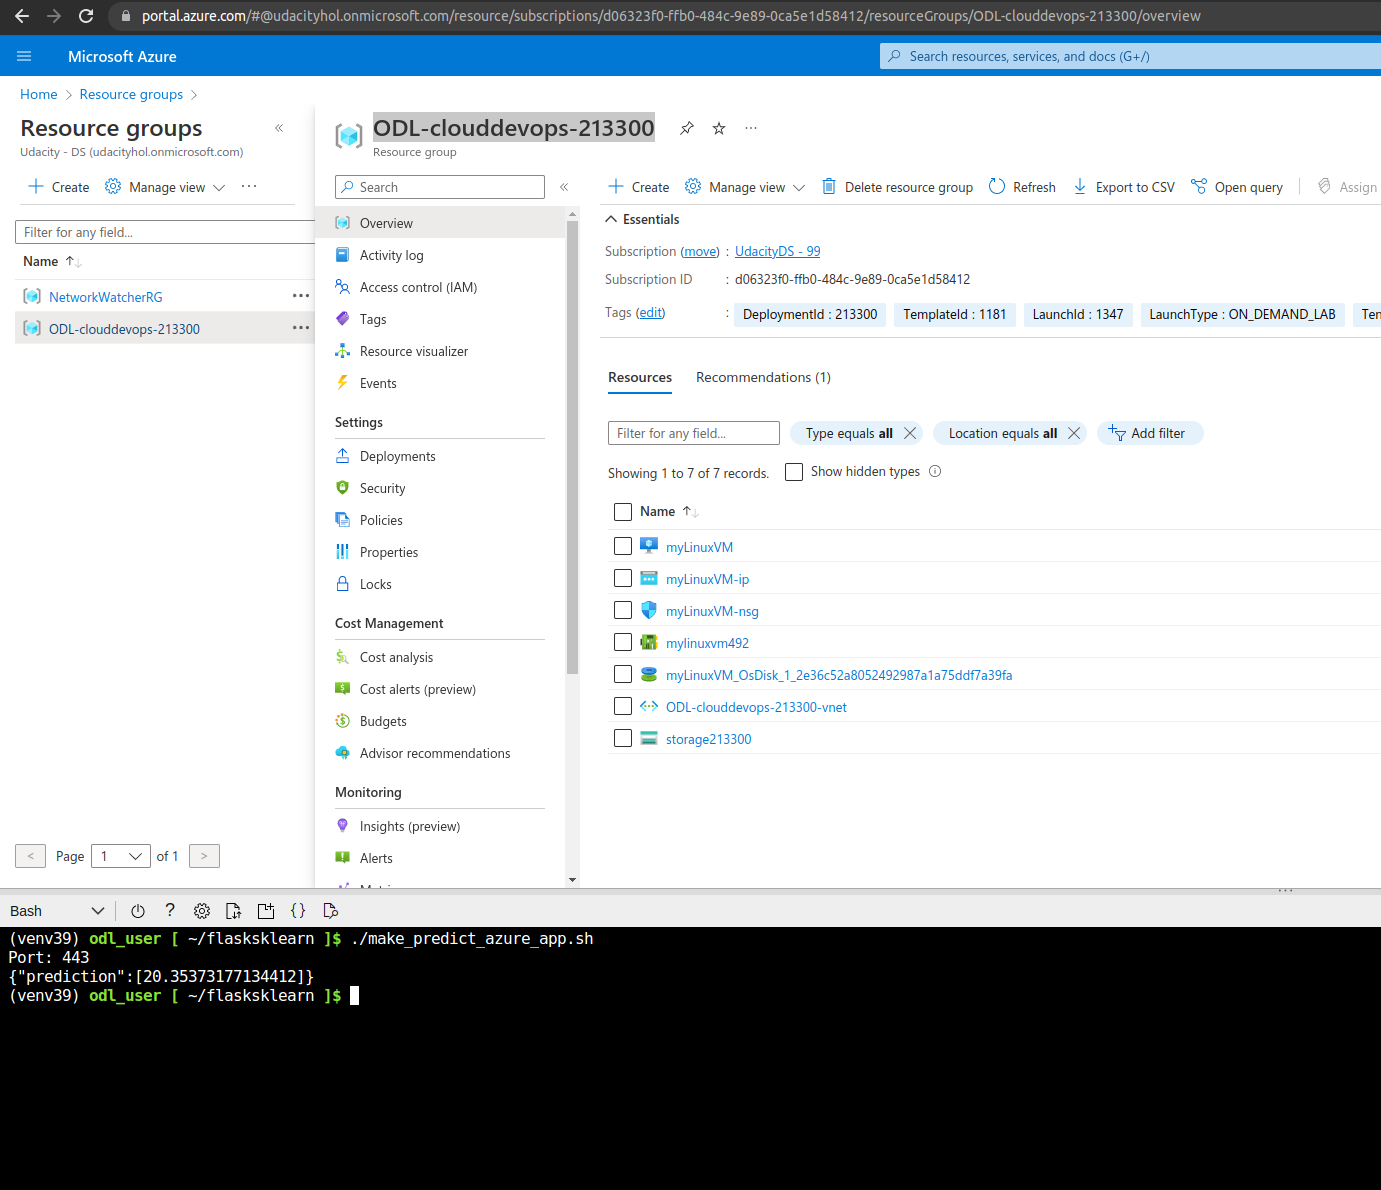 portal.azure.com/#@udacityhol.onmicrosoft.com/resource/subscriptions/d06323f0-ffb0-484c-9e89-0ca5e1d58412/resourceGroups/ODL-clouddevops-213300/overview
Microsoft Azure
Search resources, services, and docs (G+/)
Home > Resource groups >
Resource groups
Udacity - DS (udacityhol.onmicrosoft.com)
Create Manage view ...
Filter for any field...
Name
NetworkWatcherRG
ODL-clouddevops-213300
< Page 1 of 1 >
ODL-clouddevops-213300
Resource group
Search
Overview
Activity log
Access control (IAM)
Tags
Resource visualizer
Events
Settings
Deployments
Security
Policies
Properties
Locks
Cost Management
Cost analysis
Cost alerts (preview)
Budgets
Advisor recommendations
Monitoring
Insights (preview)
Alerts
Create Manage view Delete resource group Refresh Export to CSV Open query Assign
Essentials
Subscription (move) : UdacityDS - 99
Subscription ID : d06323f0-ffb0-484c-9e89-0ca5e1d58412
Tags (edit) : DeploymentId : 213300 TemplateId : 1181 LaunchId : 1347 LaunchType : ON_DEMAND_LAB
Resources Recommendations (1)
Filter for any field... Type equals all Location equals all Add filter
Showing 1 to 7 of 7 records. Show hidden types
Name
myLinuxVM
myLinuxVM-ip
myLinuxVM-nsg
mylinuxvm492
myLinuxVM_OsDisk_1_2e36c52a8052492987a1a75ddf7a39fa
ODL-clouddevops-213300-vnet
storage213300
Bash
(venv39) odl_user [ ~/flasksklearn ]$ ./make_predict_azure_app.sh
Port: 443
{"prediction":[20.35373177134412]}
(venv39) odl_user [ ~/flasksklearn ]$